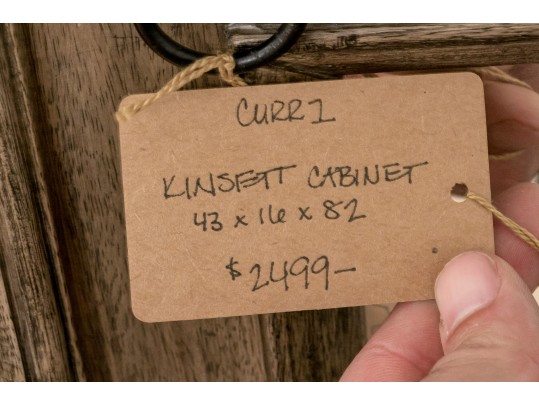 CURR1
KINSETT CABINET
43 x 16 x 82
$2499-